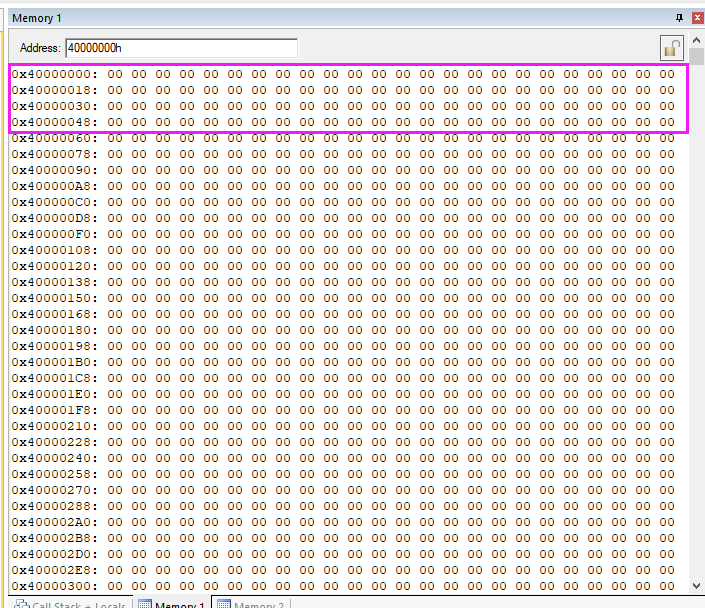 Memory 1
Address: 40000000h
0x40000000: 00 00 00 00 00 00 00 00 00 00 00 00 00 00 00 00 00 00 00 00 00 00 00 00
0x40000018: 00 00 00 00 00 00 00 00 00 00 00 00 00 00 00 00 00 00 00 00 00 00 00 00
0x40000030: 00 00 00 00 00 00 00 00 00 00 00 00 00 00 00 00 00 00 00 00 00 00 00 00
0x40000048: 00 00 00 00 00 00 00 00 00 00 00 00 00 00 00 00 00 00 00 00 00 00 00 00
0x40000060: 00 00 00 00 00 00 00 00 00 00 00 00 00 00 00 00 00 00 00 00 00 00 00 00
0x40000078: 00 00 00 00 00 00 00 00 00 00 00 00 00 00 00 00 00 00 00 00 00 00 00 00
0x40000090: 00 00 00 00 00 00 00 00 00 00 00 00 00 00 00 00 00 00 00 00 00 00 00 00
0x400000A8: 00 00 00 00 00 00 00 00 00 00 00 00 00 00 00 00 00 00 00 00 00 00 00 00
0x400000C0: 00 00 00 00 00 00 00 00 00 00 00 00 00 00 00 00 00 00 00 00 00 00 00 00
0x400000D8: 00 00 00 00 00 00 00 00 00 00 00 00 00 00 00 00 00 00 00 00 00 00 00 00
0x400000F0: 00 00 00 00 00 00 00 00 00 00 00 00 00 00 00 00 00 00 00 00 00 00 00 00
0x40000108: 00 00 00 00 00 00 00 00 00 00 00 00 00 00 00 00 00 00 00 00 00 00 00 00
0x40000120: 00 00 00 00 00 00 00 00 00 00 00 00 00 00 00 00 00 00 00 00 00 00 00 00
0x40000138: 00 00 00 00 00 00 00 00 00 00 00 00 00 00 00 00 00 00 00 00 00 00 00 00
0x40000150: 00 00 00 00 00 00 00 00 00 00 00 00 00 00 00 00 00 00 00 00 00 00 00 00
0x40000168: 00 00 00 00 00 00 00 00 00 00 00 00 00 00 00 00 00 00 00 00 00 00 00 00
0x40000180: 00 00 00 00 00 00 00 00 00 00 00 00 00 00 00 00 00 00 00 00 00 00 00 00
0x40000198: 00 00 00 00 00 00 00 00 00 00 00 00 00 00 00 00 00 00 00 00 00 00 00 00
0x400001B0: 00 00 00 00 00 00 00 00 00 00 00 00 00 00 00 00 00 00 00 00 00 00 00 00
0x400001C8: 00 00 00 00 00 00 00 00 00 00 00 00 00 00 00 00 00 00 00 00 00 00 00 00
0x400001E0: 00 00 00 00 00 00 00 00 00 00 00 00 00 00 00 00 00 00 00 00 00 00 00 00
0x400001F8: 00 00 00 00 00 00 00 00 00 00 00 00 00 00 00 00 00 00 00 00 00 00 00 00
0x40000210: 00 00 00 00 00 00 00 00 00 00 00 00 00 00 00 00 00 00 00 00 00 00 00 00
0x40000228: 00 00 00 00 00 00 00 00 00 00 00 00 00 00 00 00 00 00 00 00 00 00 00 00
0x40000240: 00 00 00 00 00 00 00 00 00 00 00 00 00 00 00 00 00 00 00 00 00 00 00 00
0x40000258: 00 00 00 00 00 00 00 00 00 00 00 00 00 00 00 00 00 00 00 00 00 00 00 00
0x40000270: 00 00 00 00 00 00 00 00 00 00 00 00 00 00 00 00 00 00 00 00 00 00 00 00
0x40000288: 00 00 00 00 00 00 00 00 00 00 00 00 00 00 00 00 00 00 00 00 00 00 00 00
0x400002A0: 00 00 00 00 00 00 00 00 00 00 00 00 00 00 00 00 00 00 00 00 00 00 00 00
0x400002B8: 00 00 00 00 00 00 00 00 00 00 00 00 00 00 00 00 00 00 00 00 00 00 00 00
0x400002D0: 00 00 00 00 00 00 00 00 00 00 00 00 00 00 00 00 00 00 00 00 00 00 00 00
0x400002E8: 00 00 00 00 00 00 00 00 00 00 00 00 00 00 00 00 00 00 00 00 00 00 00 00
0x40000300: 00 00 00 00 00 00 00 00 00 00 00 00 00 00 00 00 00 00 00 00 00 00 00 00
Call Stack + Locals Memory 1 Memory 2